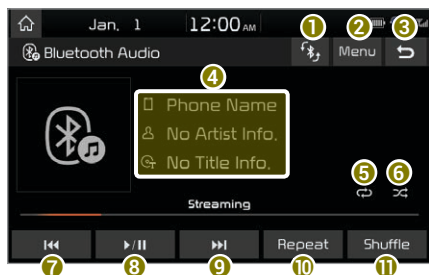 Jan. 1 12:00 AM
1 2 3
Bluetooth Audio Menu
4
Phone Name
No Artist Info.
No Title Info.
5 6
Streaming
Repeat Shuffle
7 8 9 10 11